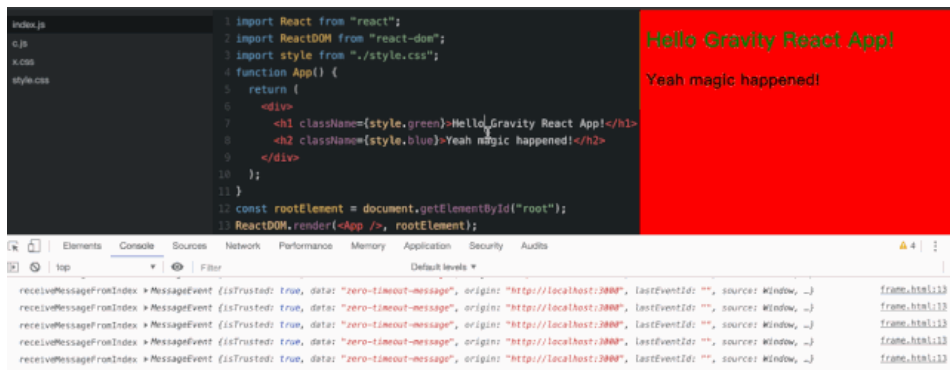 index.js
c.js
x.css
style.css
1 import React from "react";
2 import ReactDOM from "react-dom";
3 import style from "./style.css";
4 function App() {
5 return (
6 <div>
7 <h1 className={style.green}>Hello Gravity React App!</h1>
8 <h2 className={style.blue}>Yeah magic happened!</h2>
9 </div>
10 );
11 }
12 const rootElement = document.getElementById("root");
13 ReactDOM.render(<App />, rootElement);
Hello Gravity React App!
Yeah magic happened!
Elements Console Sources Network Performance Memory Application Security Audits 4
top Filter Default levels
receiveMessageFromIndex MessageEvent {isTrusted: true, data: "zero-timeout-message", origin: "http://localhost:3000", lastEventId: "", source: Window, …} frame.html:13
receiveMessageFromIndex MessageEvent {isTrusted: true, data: "zero-timeout-message", origin: "http://localhost:3000", lastEventId: "", source: Window, …} frame.html:13
receiveMessageFromIndex MessageEvent {isTrusted: true, data: "zero-timeout-message", origin: "http://localhost:3000", lastEventId: "", source: Window, …} frame.html:13
receiveMessageFromIndex MessageEvent {isTrusted: true, data: "zero-timeout-message", origin: "http://localhost:3000", lastEventId: "", source: Window, …} frame.html:13
receiveMessageFromIndex MessageEvent {isTrusted: true, data: "zero-timeout-message", origin: "http://localhost:3000", lastEventId: "", source: Window, …} frame.html:13